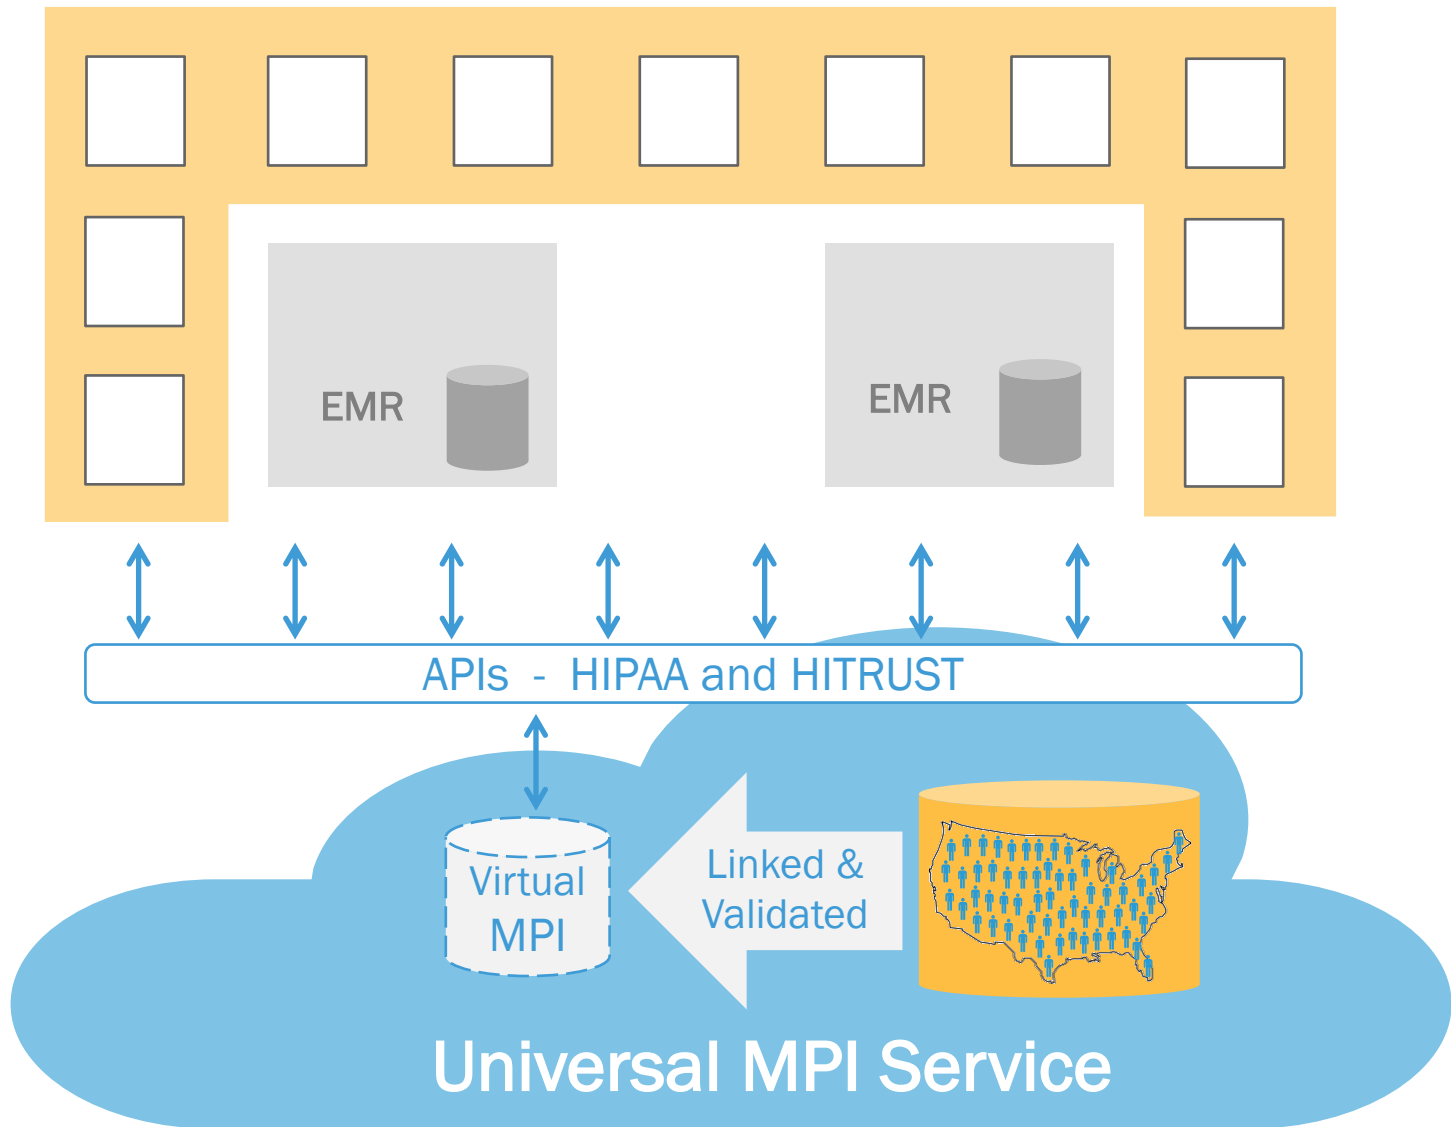 EMR
EMR
APIs - HIPAA and HITRUST
Linked &
Validated
Virtual
MPI
Universal MPI Service